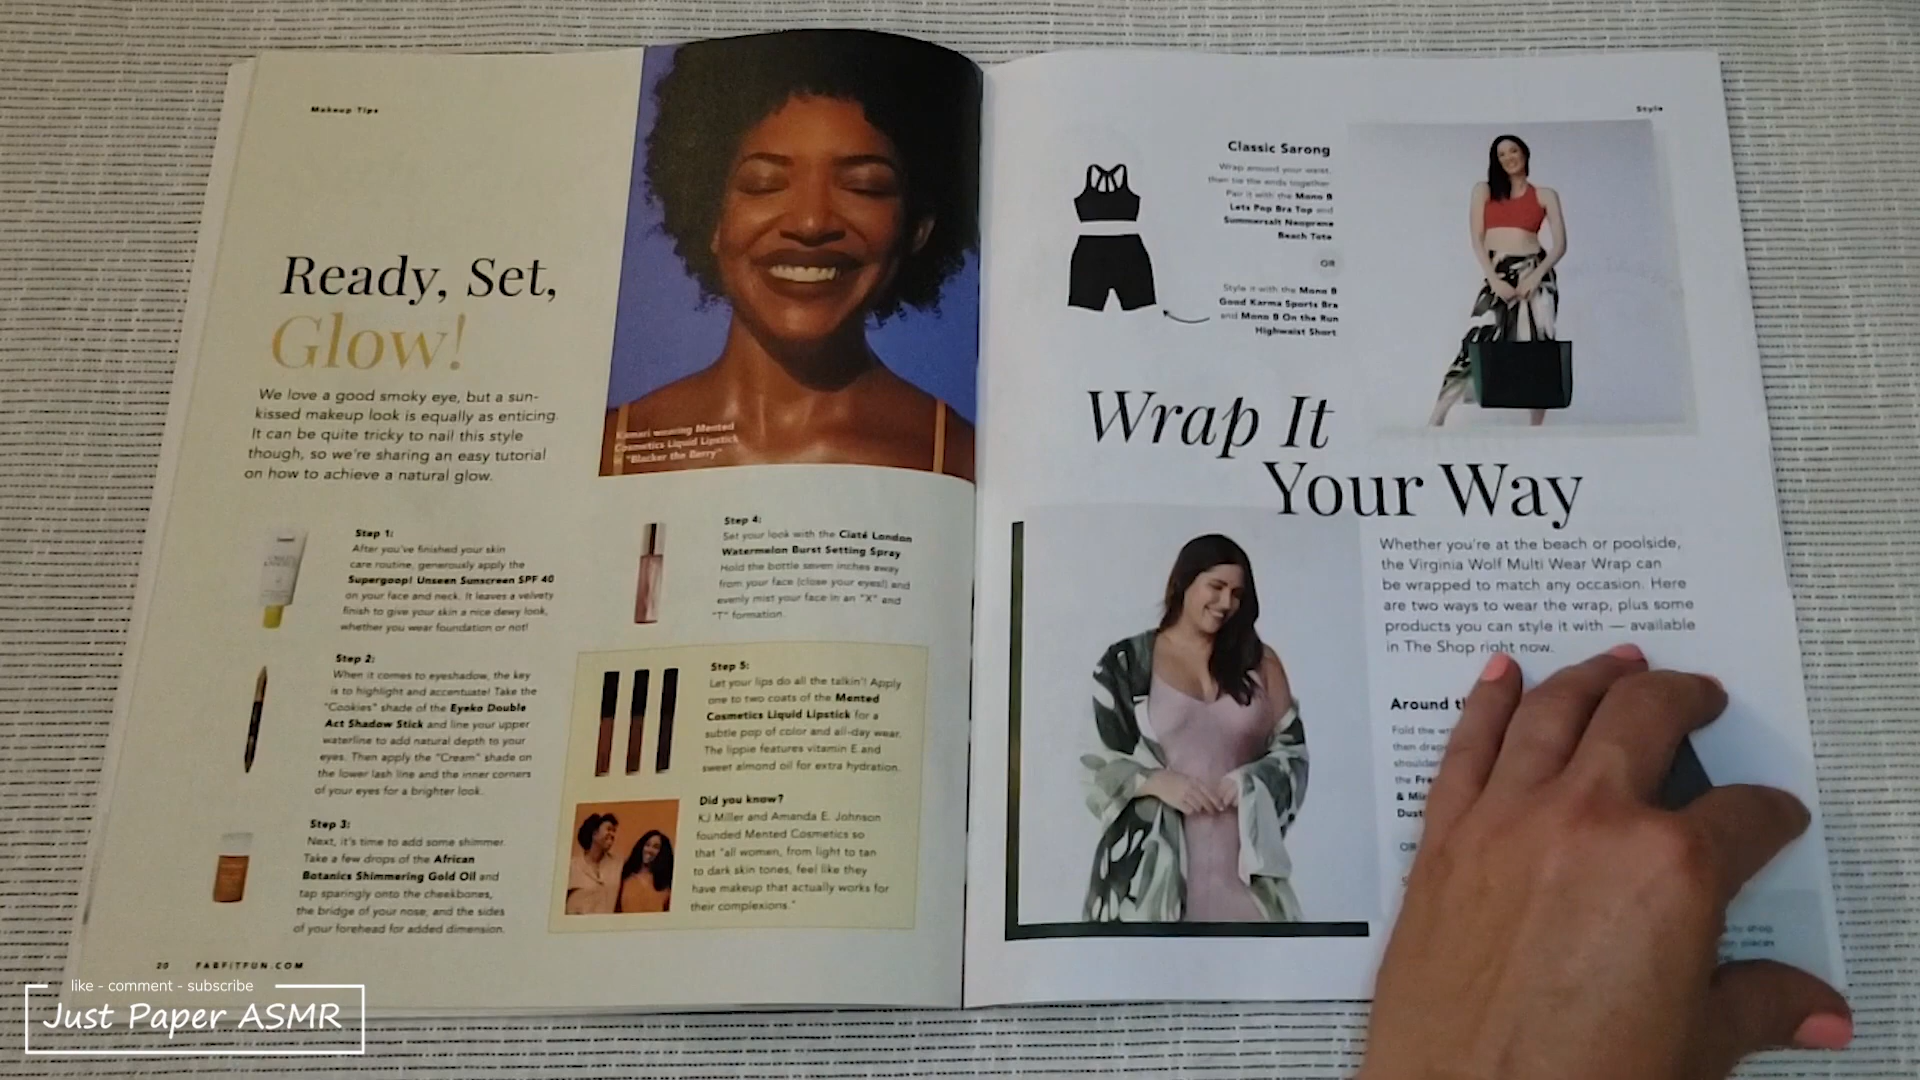 Makeup Tips
Ready, Set,
Glow!
We love a good smoky eye, but a sun-
kissed makeup look is equally as enticing.
It can be quite tricky to nail this style
though, so we're sharing an easy tutorial
on how to achieve a natural glow.
Kamari wearing Mented
Cosmetics Liquid Lipstick
in "Blacker the Berry"
Step 1:
After you've finished your skin
care routine, generously apply the
Supergoop! Unseen Sunscreen SPF 40
on your face and neck. It leaves a velvety
finish to give your skin a nice dewy look,
whether you wear foundation or not!
Step 2:
When it comes to eyeshadow, the key
is to highlight and accentuate! Take the
"Cookies" shade of the Eyeko Double
Act Shadow Stick and line your upper
waterline to add natural depth to your
eyes. Then apply the "Cream" shade on
the lower lash line and the inner corners
of your eyes for a brighter look.
Step 3:
Next, it's time to add some shimmer.
Take a few drops of the African
Botanics Shimmering Gold Oil and
tap sparingly onto the cheekbones,
the bridge of your nose, and the sides
of your forehead for added dimension.
Step 4:
Set your look with the Ciaté London
Watermelon Burst Setting Spray
Hold the bottle seven inches away
from your face (close your eyes!) and
evenly mist your face in an "X" and
"T" formation.
Step 5:
Let your lips do all the talkin'! Apply
one to two coats of the Mented
Cosmetics Liquid Lipstick for a
subtle pop of color and all-day wear.
The lippie features vitamin E and
sweet almond oil for extra hydration.
Did you know?
KJ Miller and Amanda E. Johnson
founded Mented Cosmetics so
that "all women, from light to tan
to dark skin tones, feel like they
have makeup that actually works for
their complexions."
20 FABFITFUN.COM
Style
Classic Sarong
Wrap around your waist,
then tie the ends together.
Pair it with the Mono B
Lets Pop Bra Top and
Summersalt Neoprene
Beach Tote
OR
Style it with the Mono B
Good Karma Sports Bra
and Mono B On the Run
Highwaist Short
Wrap It
Your Way
Whether you're at the beach or poolside,
the Virginia Wolf Multi Wear Wrap can
be wrapped to match any occasion. Here
are two ways to wear the wrap, plus some
products you can style it with — available
in The Shop right now.
Around
Fold the
then
the
&
OR
like - comment - subscribe
Just Paper ASMR